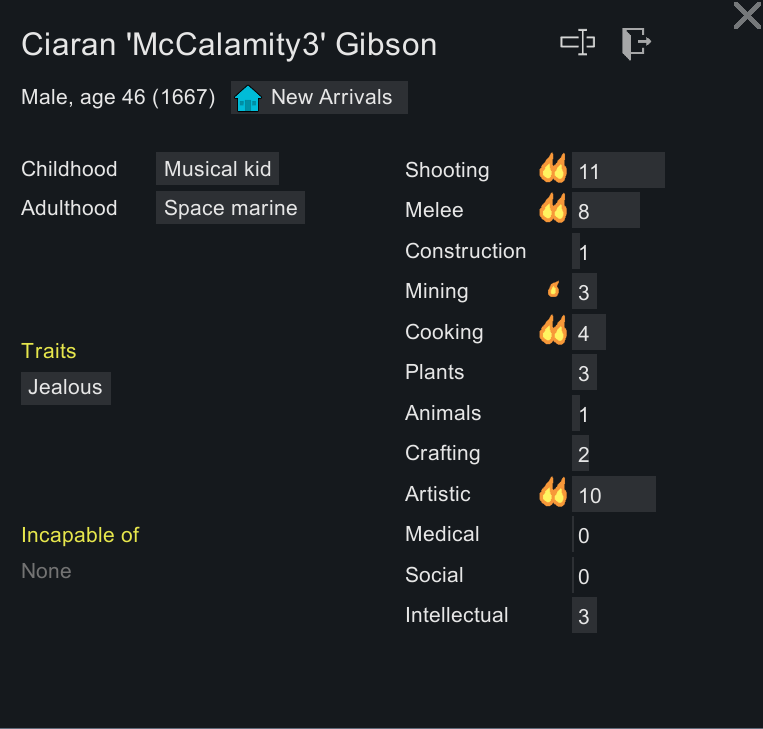 Ciaran 'McCalamity3' Gibson
Male, age 46 (1667) New Arrivals
Childhood Musical kid
Adulthood Space marine
Traits
Jealous
Incapable of
None
Shooting 11
Melee 8
Construction 1
Mining 3
Cooking 4
Plants 3
Animals 1
Crafting 2
Artistic 10
Medical 0
Social 0
Intellectual 3